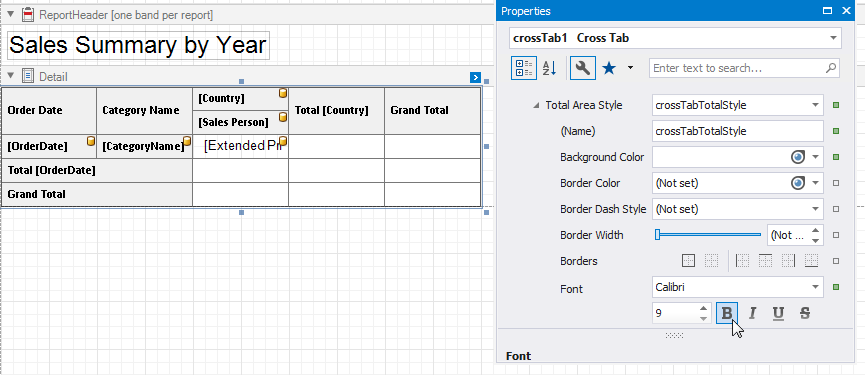 ReportHeader [one band per report]
Sales Summary by Year
Detail
Order Date
Category Name
[Country]
[Sales Person]
Total [Country]
Grand Total
[OrderDate]
[CategoryName]
[Extended Pri
Total [OrderDate]
Grand Total
Properties
crossTab1 Cross Tab
Enter text to search...
Total Area Style
crossTabTotalStyle
(Name)
crossTabTotalStyle
Background Color
Border Color
(Not set)
Border Dash Style
(Not set)
Border Width
(Not ...
Borders
Font
Calibri
9
B I U S
Font